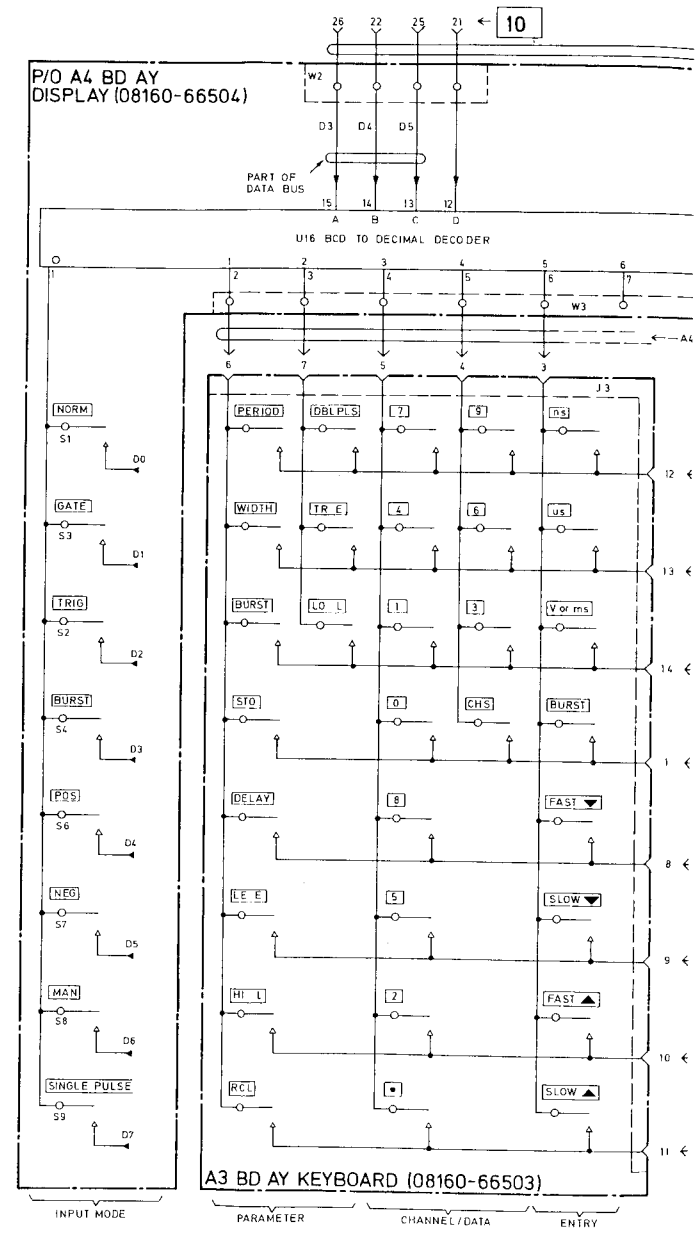 26 22 25 21 10
P/O A4 BD AY
DISPLAY (08160-66504)
W2
D3 D4 D5
PART OF
DATA BUS
15 14 13 12
A B C D
U16 BCD TO DECIMAL DECODER
0 1 2 3 4 5 6
1 2 3 4 5 6 7
W3
A4
6 7 5 4 3
J3
NORM PERIOD DBL PLS 7 9 ns
S1
D0
12
GATE WIDTH TR E 4 6 us
S3
D1
13
TRIG BURST LO L 1 3 V or ms
S2
D2
14
BURST STO 0 CHS BURST
S4
D3
1
POS DELAY 8 FAST ▼
S6
D4
8
NEG LE E 5 SLOW ▼
S7
D5
9
MAN HI L 2 FAST ▲
S8
D6
10
SINGLE PULSE RCL • SLOW ▲
S9
D7
11
A3 BD AY KEYBOARD (08160-66503)
INPUT MODE PARAMETER CHANNEL/DATA ENTRY